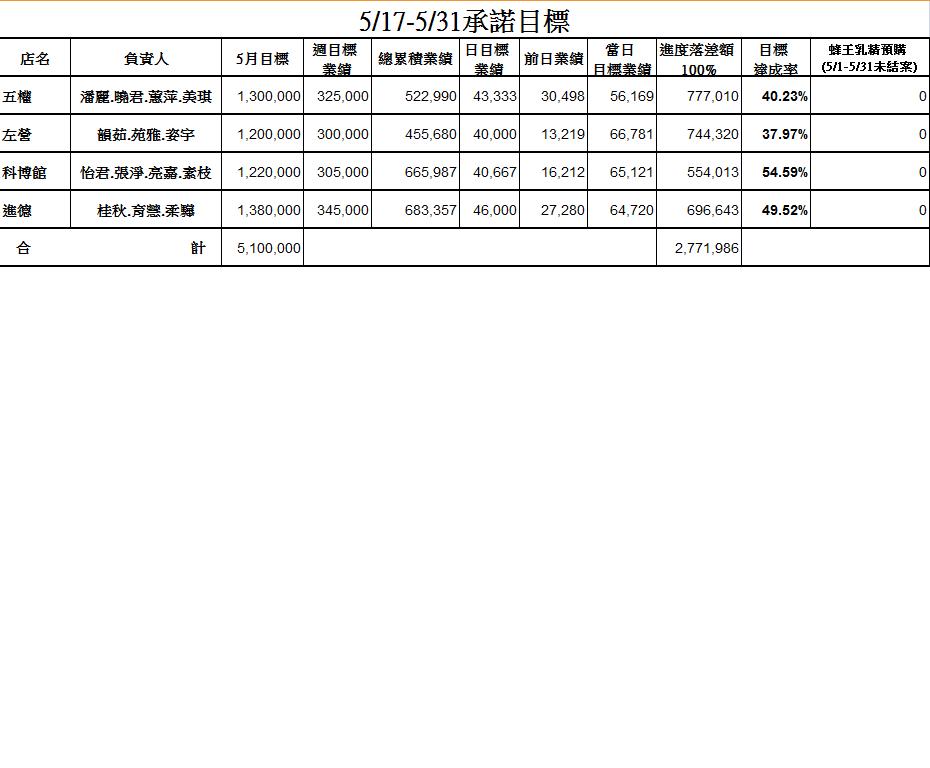 5/17-5/31承諾目標
店名 負責人 5月目標 週目標業績 總累積業績 日目標業績 前日業績 當日目標業績 進度落差額100% 目標達成率 蜂王乳精預購(5/1-5/31未結案)
五權 潘麗.曉君.蕙萍.美琪 1,300,000 325,000 522,990 43,333 30,498 56,169 777,010 40.23% 0
左營 韻茹.苑雅.姿宇 1,200,000 300,000 455,680 40,000 13,219 66,781 744,320 37.97% 0
科博館 怡君.張淨.亮嘉.素枝 1,220,000 305,000 665,987 40,667 16,212 65,121 554,013 54.59% 0
進德 桂秋.育慧.柔驊 1,380,000 345,000 683,357 46,000 27,280 64,720 696,643 49.52% 0
合 計 5,100,000 2,771,986